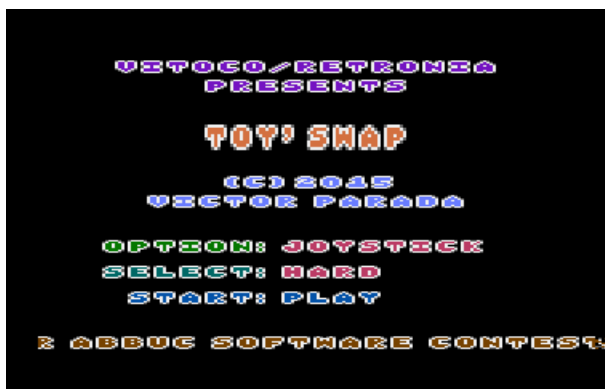 VITOCO/RETRONIA
PRESENTS
TOY' SWAP
(C) 2015
VICTOR PARADA
OPTION: JOYSTICK
SELECT: HARD
START: PLAY
R ABBUC SOFTWARE CONTEST